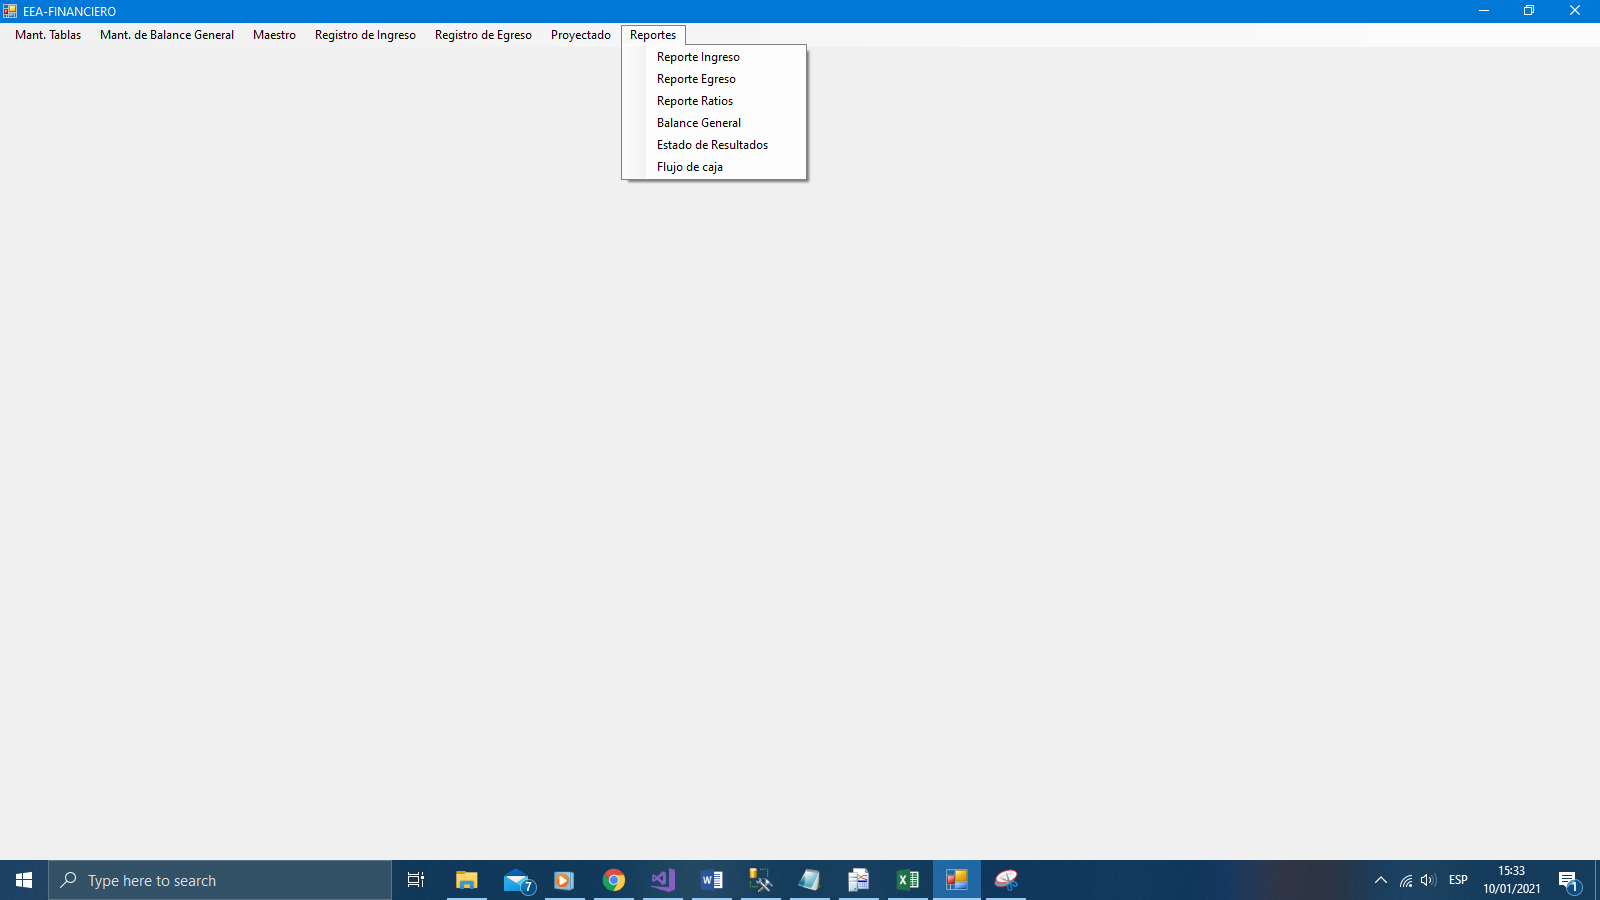 EEA-FINANCIERO
Mant. Tablas Mant. de Balance General Maestro Registro de Ingreso Registro de Egreso Proyectado Reportes
Reporte Ingreso
Reporte Egreso
Reporte Ratios
Balance General
Estado de Resultados
Flujo de caja
Type here to search
7
W
X
ESP
15:33
10/01/2021
1